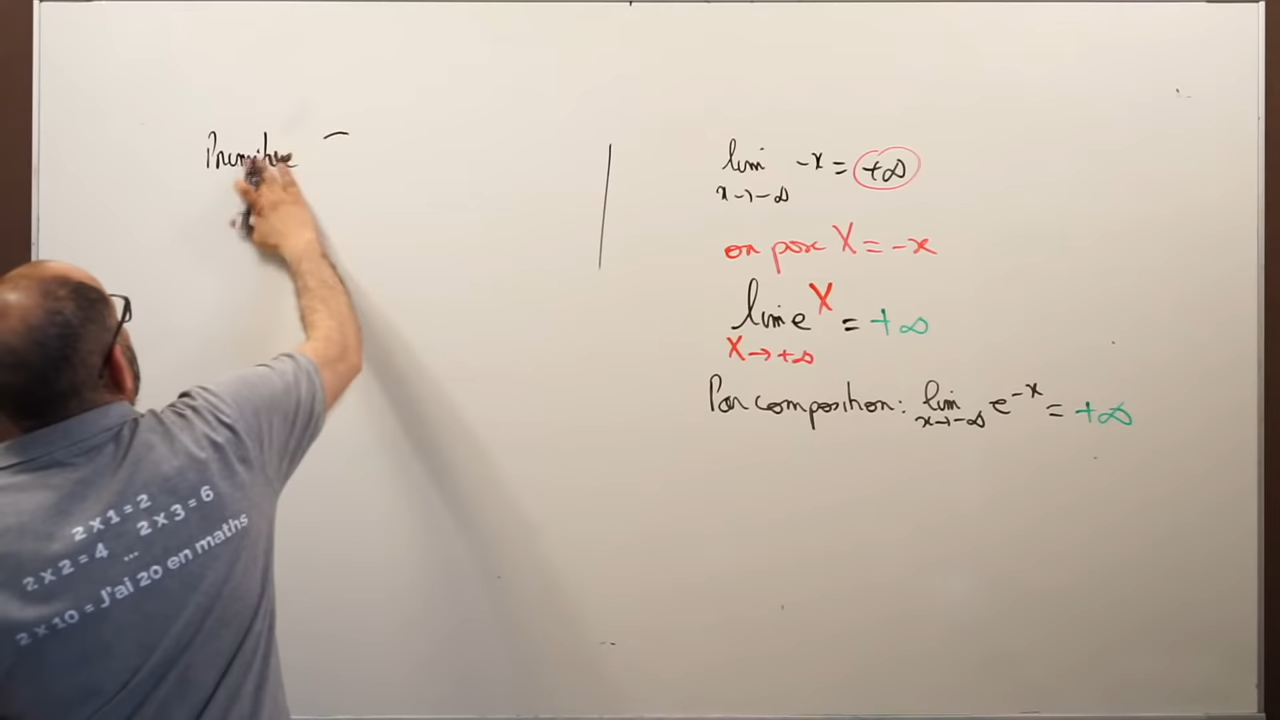 lim -x = +∞
x→-∞
on pose X = -x
lim e^X = +∞
X→+∞
Par composition : lim e^-x = +∞
x→-∞
2 x 1 = 2
2 x 2 = 4 ... 2 x 3 = 6
2 x 10 = J'ai 20 en maths